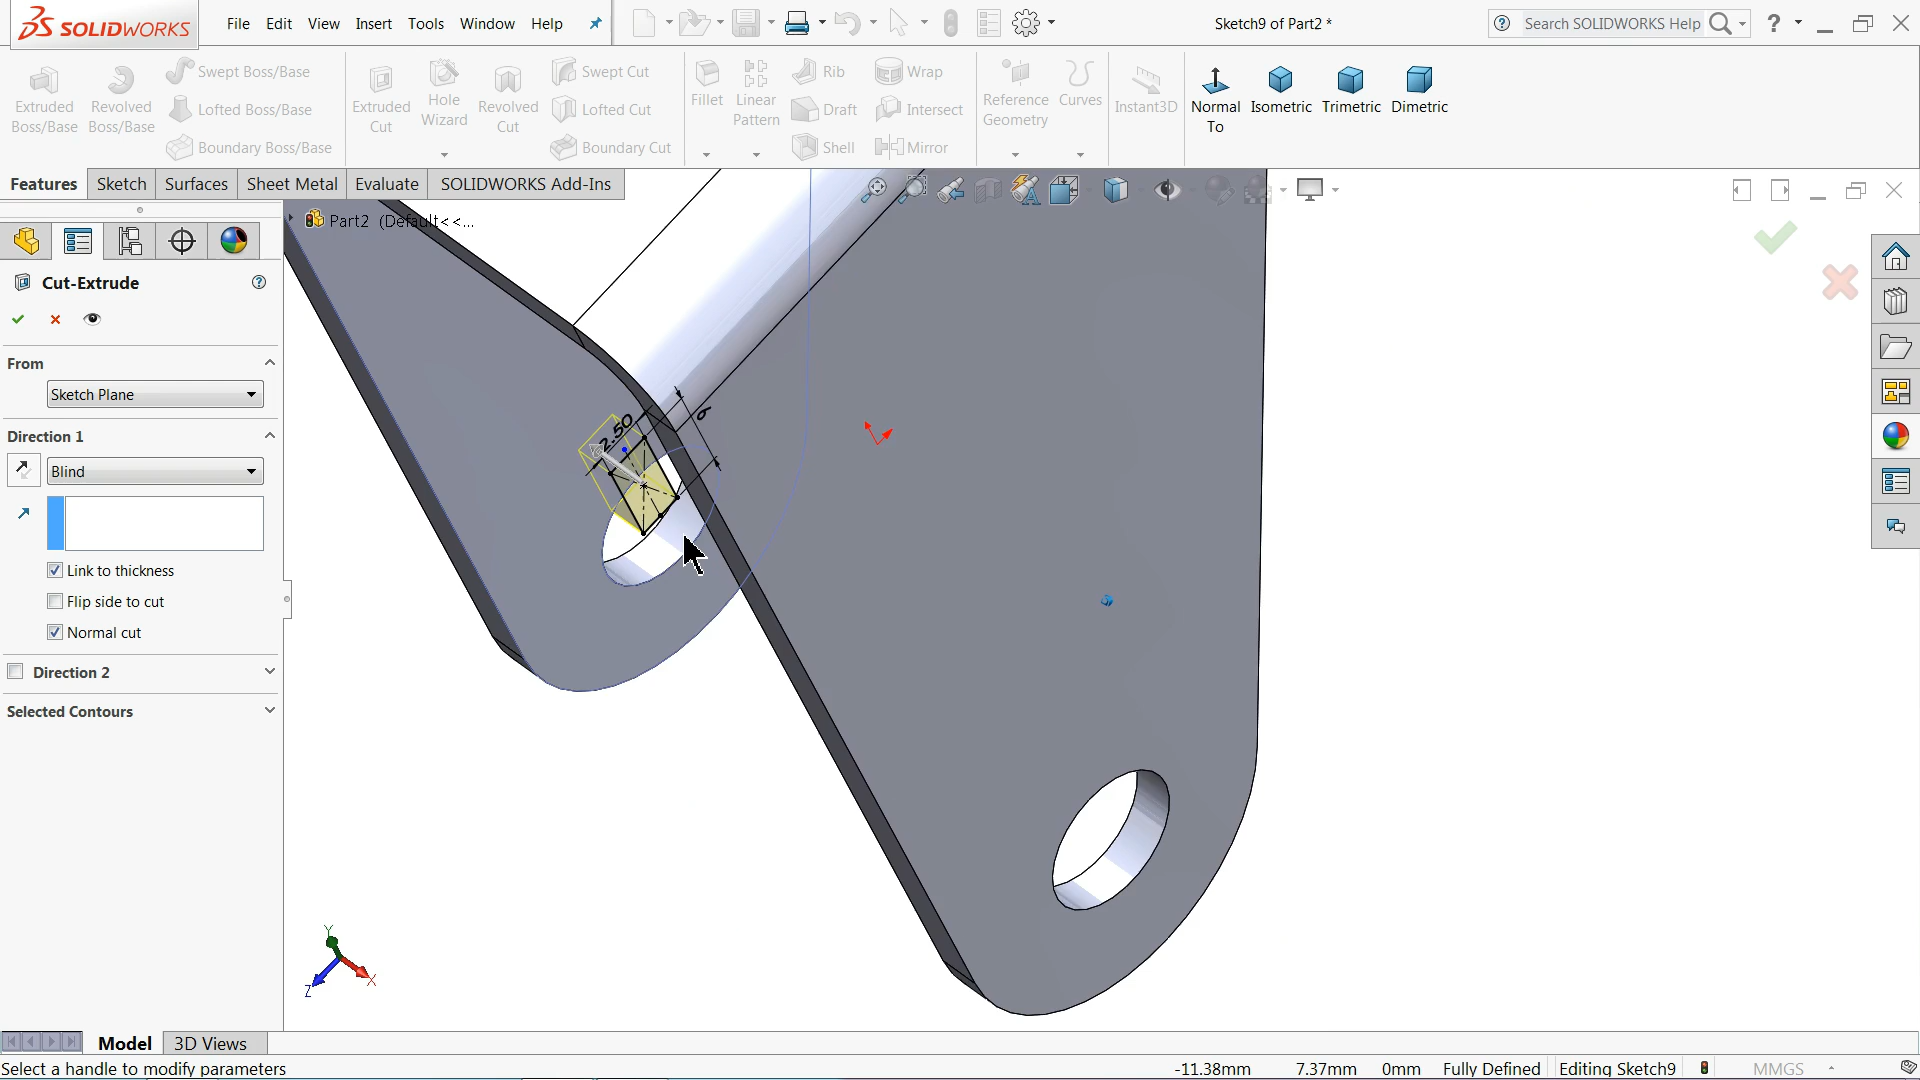 SOLIDWORKS
File Edit View Insert Tools Window Help
Sketch9 of Part2 *
Search SOLIDWORKS Help
Extruded Boss/Base
Revolved Boss/Base
Swept Boss/Base
Lofted Boss/Base
Boundary Boss/Base
Extruded Cut
Hole Wizard
Revolved Cut
Swept Cut
Lofted Cut
Boundary Cut
Fillet
Linear Pattern
Rib
Draft
Shell
Wrap
Intersect
Mirror
Reference Geometry
Curves
Instant3D
Normal To
Isometric
Trimetric
Dimetric
Features Sketch Surfaces Sheet Metal Evaluate SOLIDWORKS Add-Ins
Part2 (Default<<...
Cut-Extrude
From
Sketch Plane
Direction 1
Blind
Link to thickness
Flip side to cut
Normal cut
Direction 2
Selected Contours
2.50
Y
X
Z
Model 3D Views
Select a handle to modify parameters
-11.38mm 7.37mm 0mm Fully Defined Editing Sketch9 MMGS